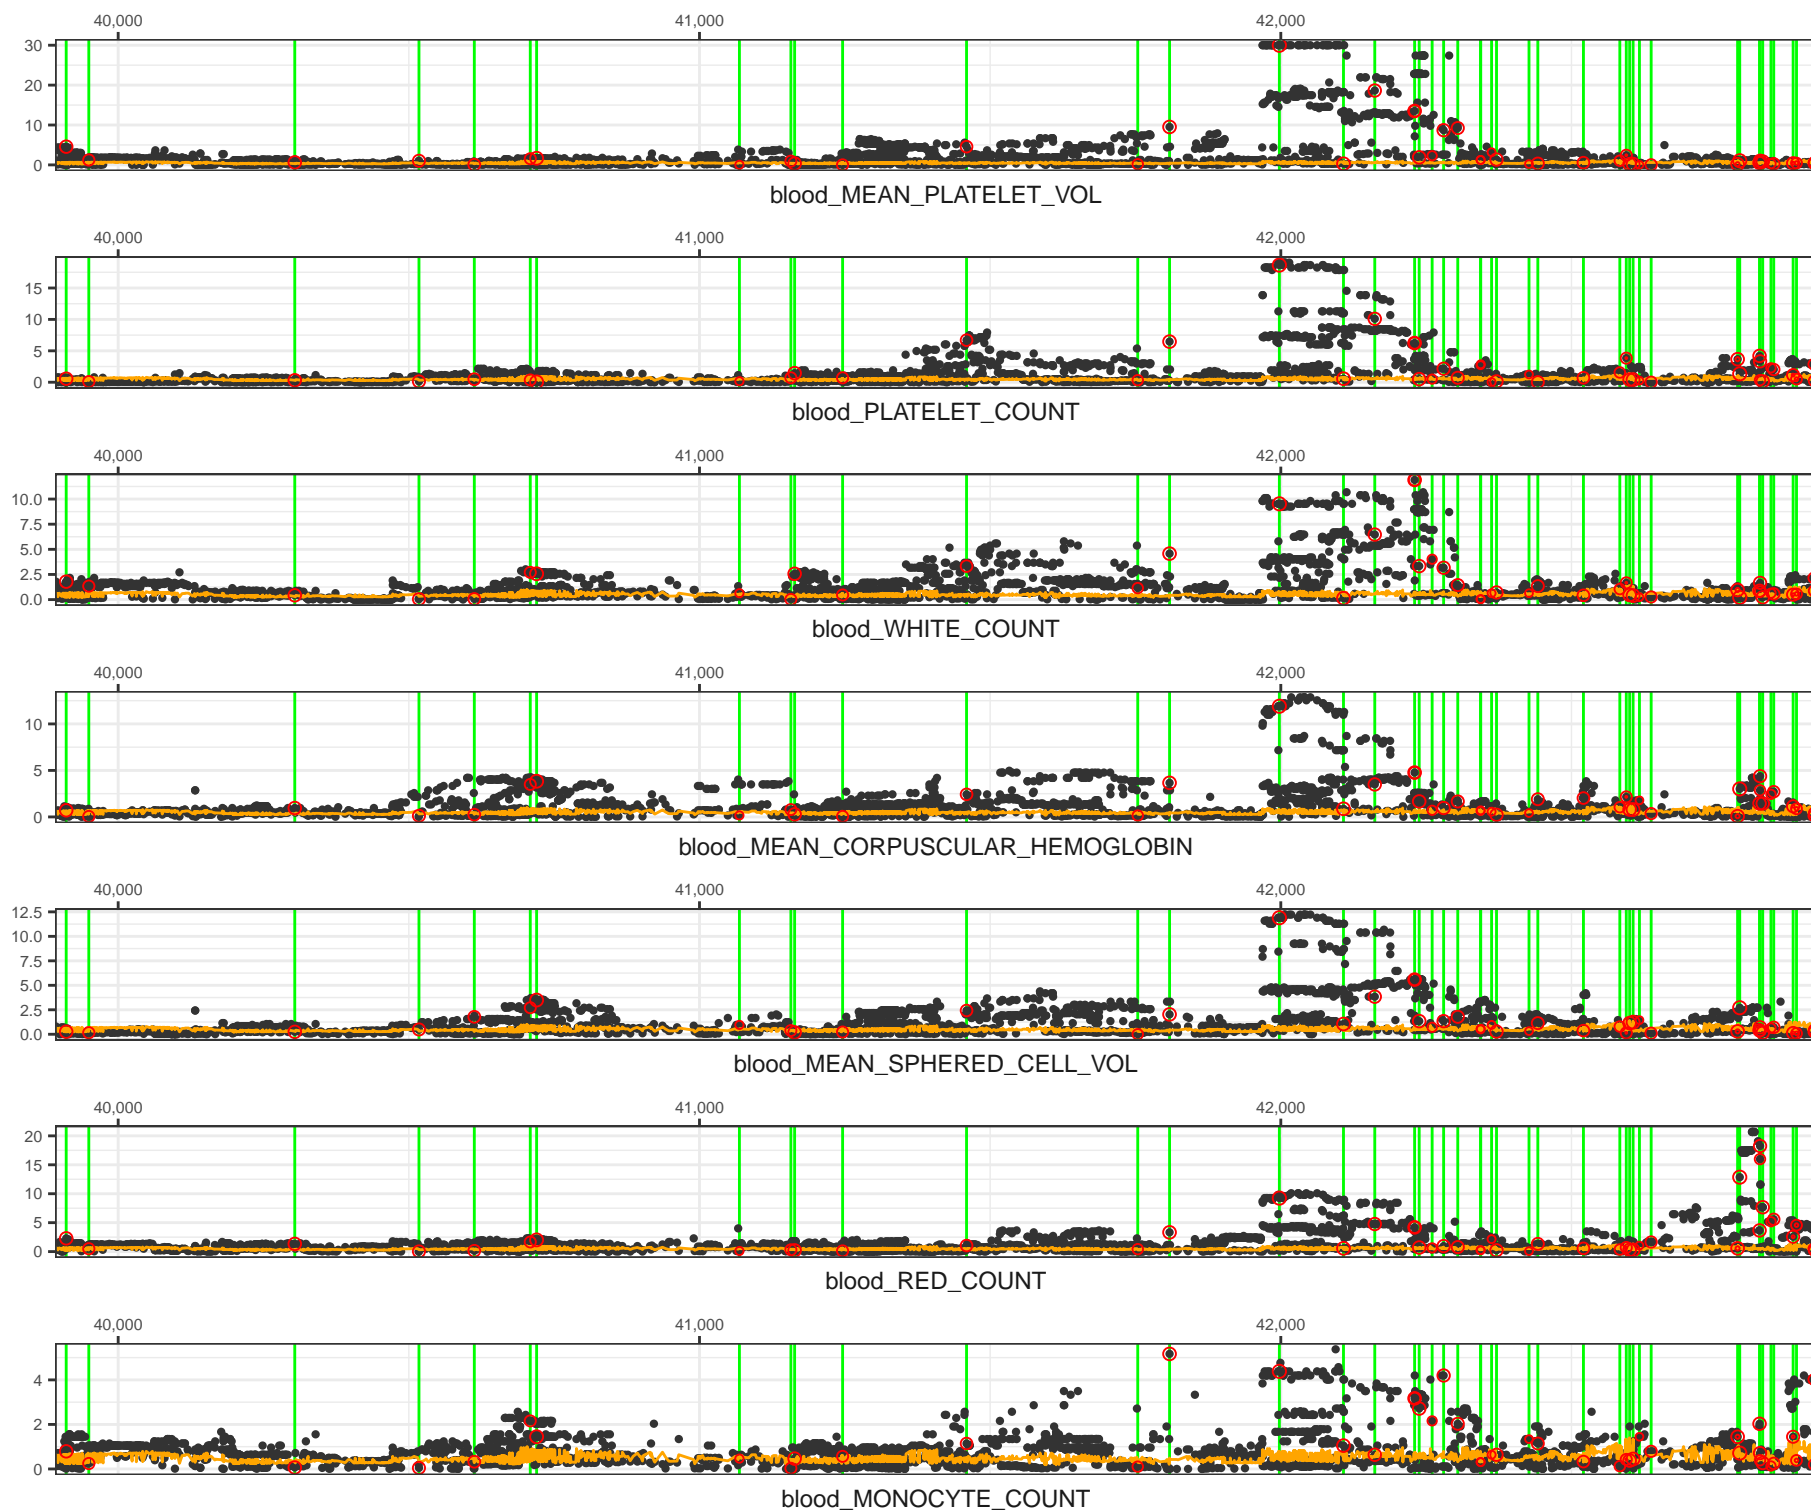 40,000 41,000 42,000
30
20
10
0
blood_MEAN_PLATELET_VOL
40,000 41,000 42,000
15
10
5
0
blood_PLATELET_COUNT
40,000 41,000 42,000
10.0
7.5
5.0
2.5
0.0
blood_WHITE_COUNT
40,000 41,000 42,000
10
5
0
blood_MEAN_CORPUSCULAR_HEMOGLOBIN
40,000 41,000 42,000
12.5
10.0
7.5
5.0
2.5
0.0
blood_MEAN_SPHERED_CELL_VOL
40,000 41,000 42,000
20
15
10
5
0
blood_RED_COUNT
40,000 41,000 42,000
4
2
0
blood_MONOCYTE_COUNT